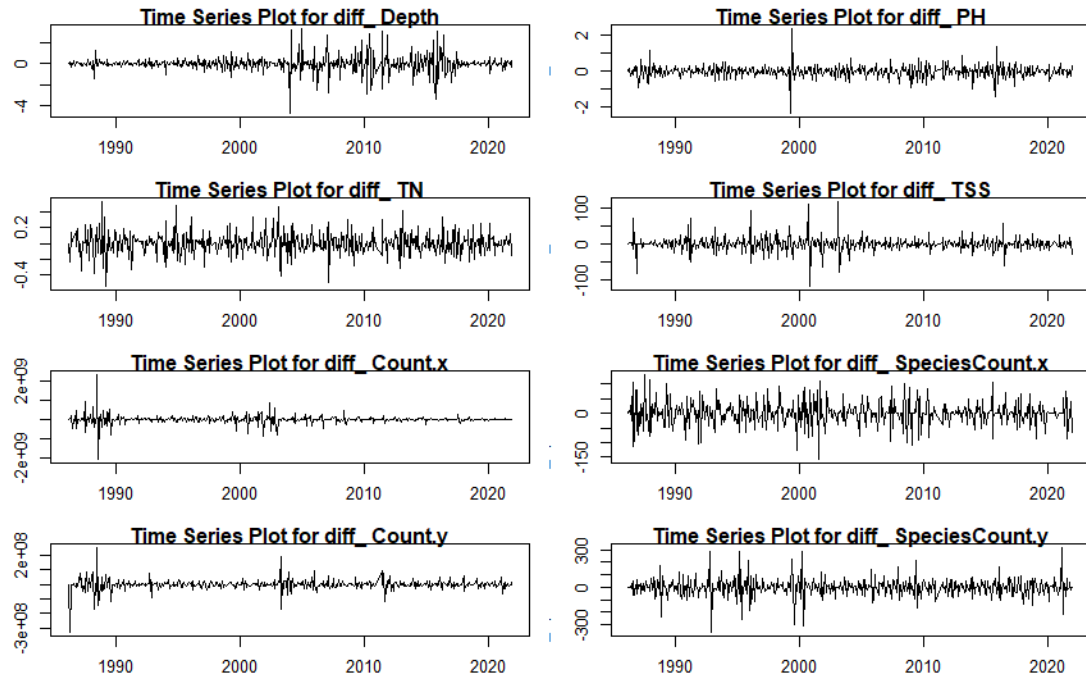 Time Series Plot for diff_ Depth
0
-4
1990 2000 2010 2020
Time Series Plot for diff_ PH
2
0
-2
1990 2000 2010 2020
Time Series Plot for diff_ TN
0.2
-0.4
1990 2000 2010 2020
Time Series Plot for diff_ TSS
100
0
-100
1990 2000 2010 2020
Time Series Plot for diff_ Count.x
2e+09
-2e+09
1990 2000 2010 2020
Time Series Plot for diff_ SpeciesCount.x
0
-150
1990 2000 2010 2020
Time Series Plot for diff_ Count.y
2e+08
-3e+08
1990 2000 2010 2020
Time Series Plot for diff_ SpeciesCount.y
300
0
-300
1990 2000 2010 2020